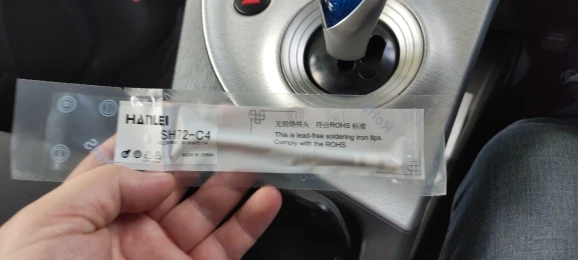 HANLEI
SH72-C4
MADE IN CHINA
无铅烙铁头 符合ROHS 标准
This is lead-free soldering iron tips.
Comply with the ROHS.
RoHS